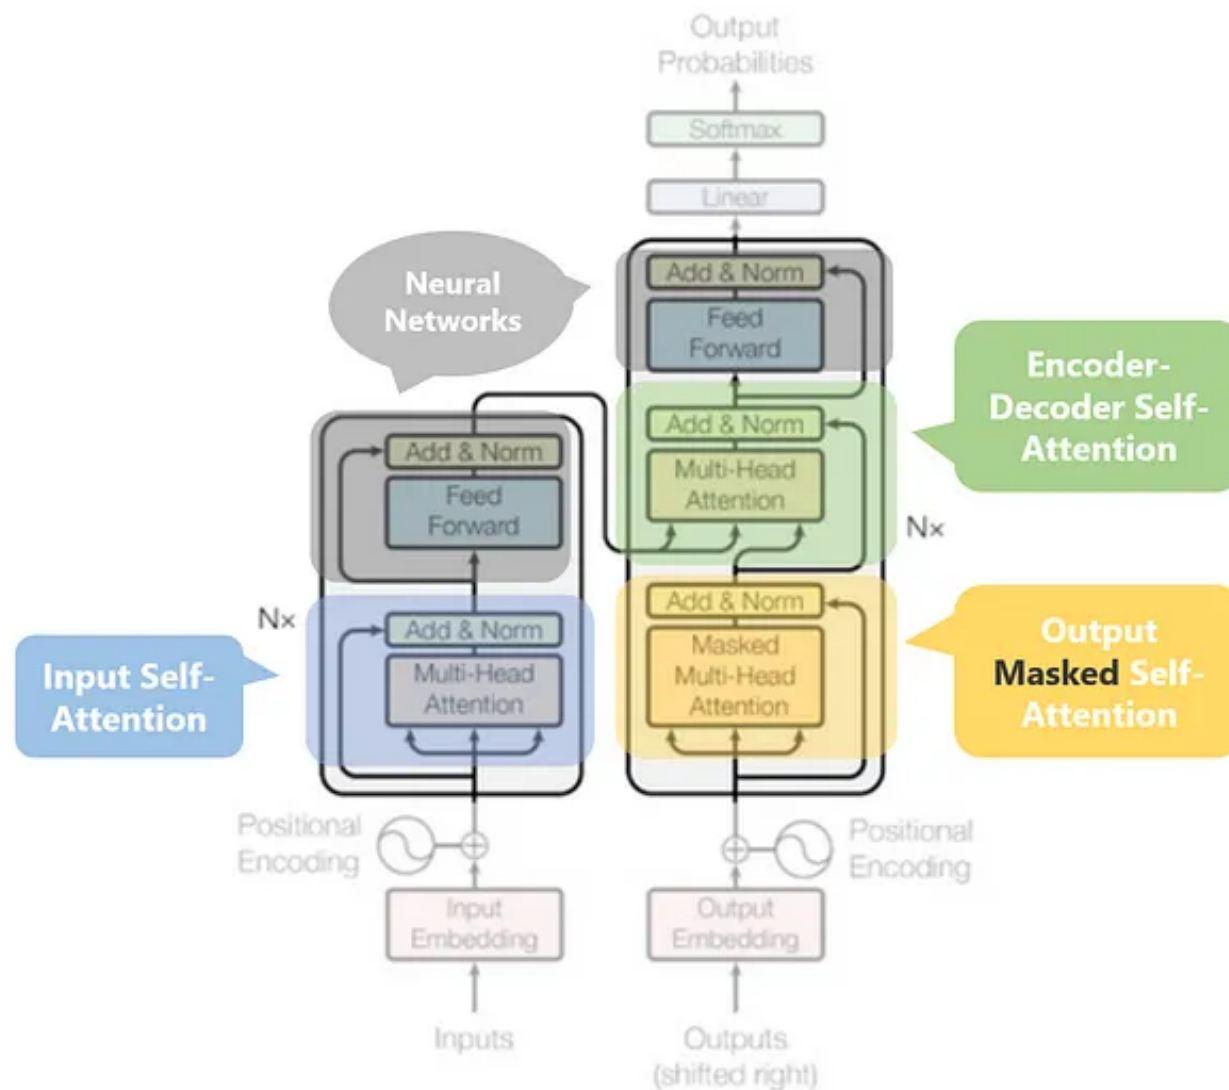 Output
Probabilities
Softmax
Linear
Add & Norm
Feed
Forward
Neural
Networks
Encoder-
Decoder Self-
Attention
Add & Norm
Multi-Head
Attention
Add & Norm
Feed
Forward
N×
Add & Norm
Masked
Multi-Head
Attention
Output
Masked Self-
Attention
N×
Add & Norm
Multi-Head
Attention
Input Self-
Attention
Positional
Encoding
Positional
Encoding
Input
Embedding
Output
Embedding
Inputs
Outputs
(shifted right)